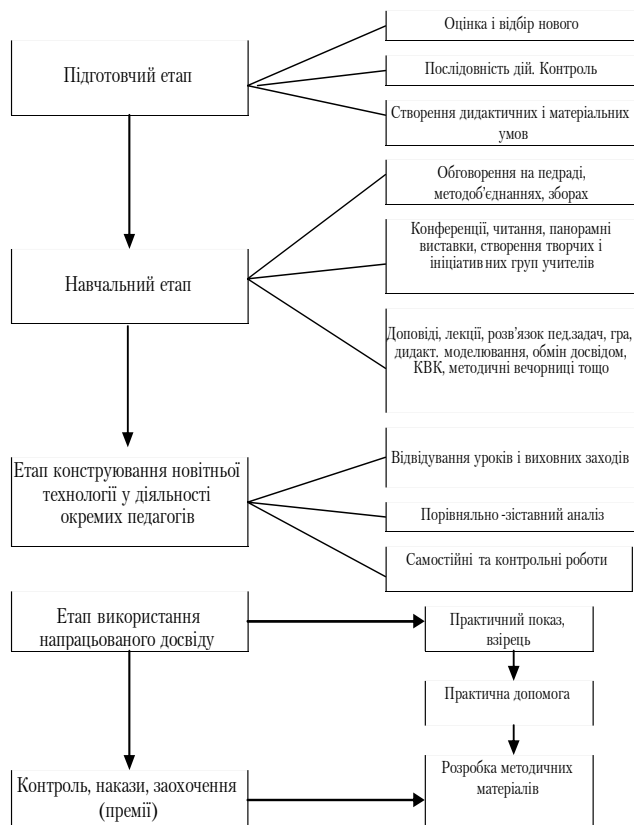 Підготовчий етап
Оцінка і відбір нового
Послідовність дій. Контроль
Створення дидактичних і матеріальних
умов
Навчальний етап
Обговорення на педраді,
методоб’єднаннях, зборах
Конференції, читання, панорамні
виставки, створення творчих і
ініціативних груп учителів
Доповіді, лекції, розв’язок пед.задач, гра,
дидакт. моделювання, обмін досвідом,
КВК, методичні вечорниці тощо
Етап конструювання новітньої
технології у діяльності
окремих педагогів
Відвідування уроків і виховних заходів
Порівняльно -зіставний аналіз
Самостійні та контрольні роботи
Етап використання
напрацьованого досвіду
Практичний показ,
взірець
Практична допомога
Контроль, накази, заохочення
(премії)
Розробка методичних
матеріалів